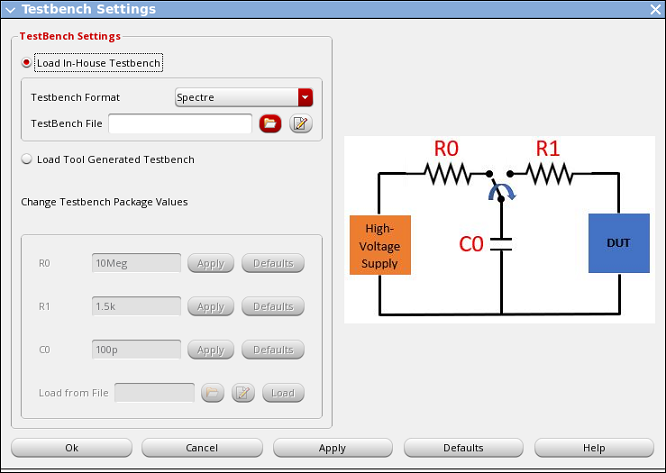 Testbench Settings
TestBench Settings
Load In-House Testbench
Testbench Format Spectre
TestBench File
Load Tool Generated Testbench
Change Testbench Package Values
R0 10Meg Apply Defaults
R1 1.5k Apply Defaults
C0 100p Apply Defaults
Load from File Load
R0 R1
High-
Voltage
Supply
C0
DUT
Ok Cancel Apply Defaults Help